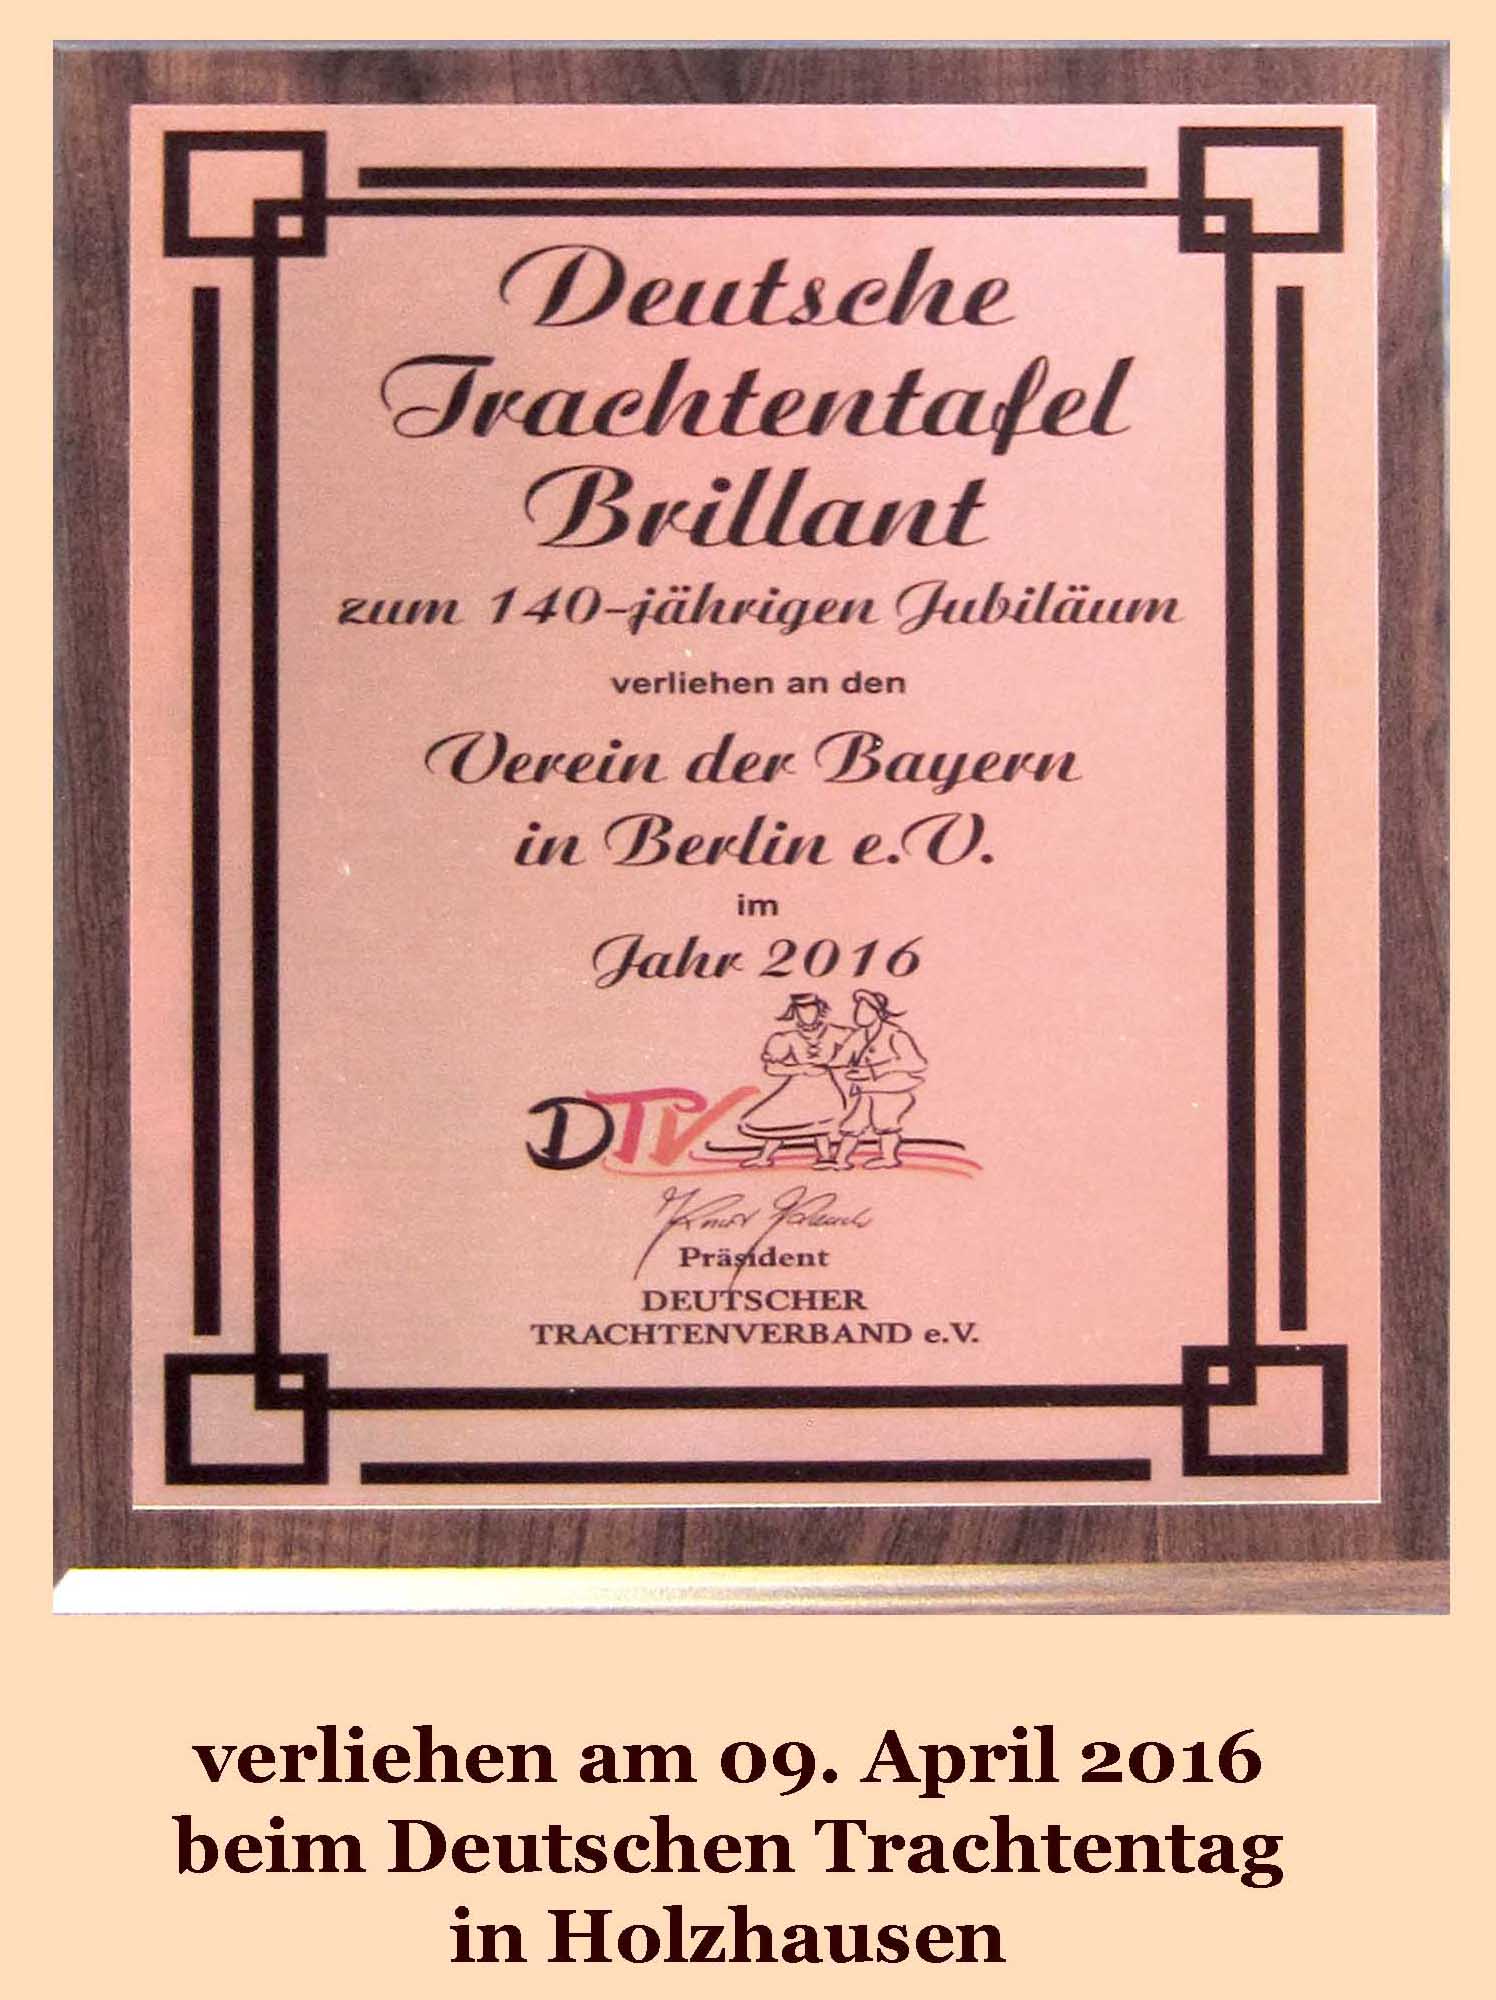 Deutsche
Trachtentafel
Brillant
zum 140-jährigen Jubiläum
verliehen an den
Verein der Bayern
in Berlin e.V.
im
Jahr 2016
DTV
Präsident
DEUTSCHER
TRACHTENVERBAND e.V.
verliehen am 09. April 2016
beim Deutschen Trachtentag
in Holzhausen